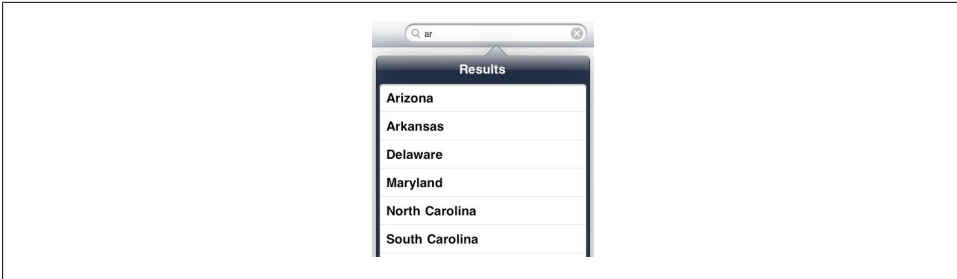 ar
Results
Arizona
Arkansas
Delaware
Maryland
North Carolina
South Carolina